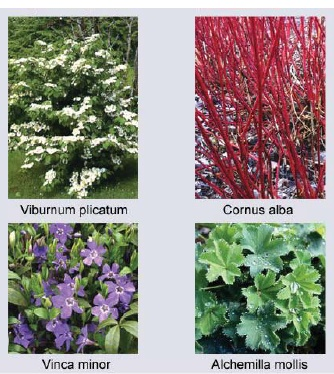 Viburnum plicatum
Cornus alba
Vinca minor
Alchemilla mollis